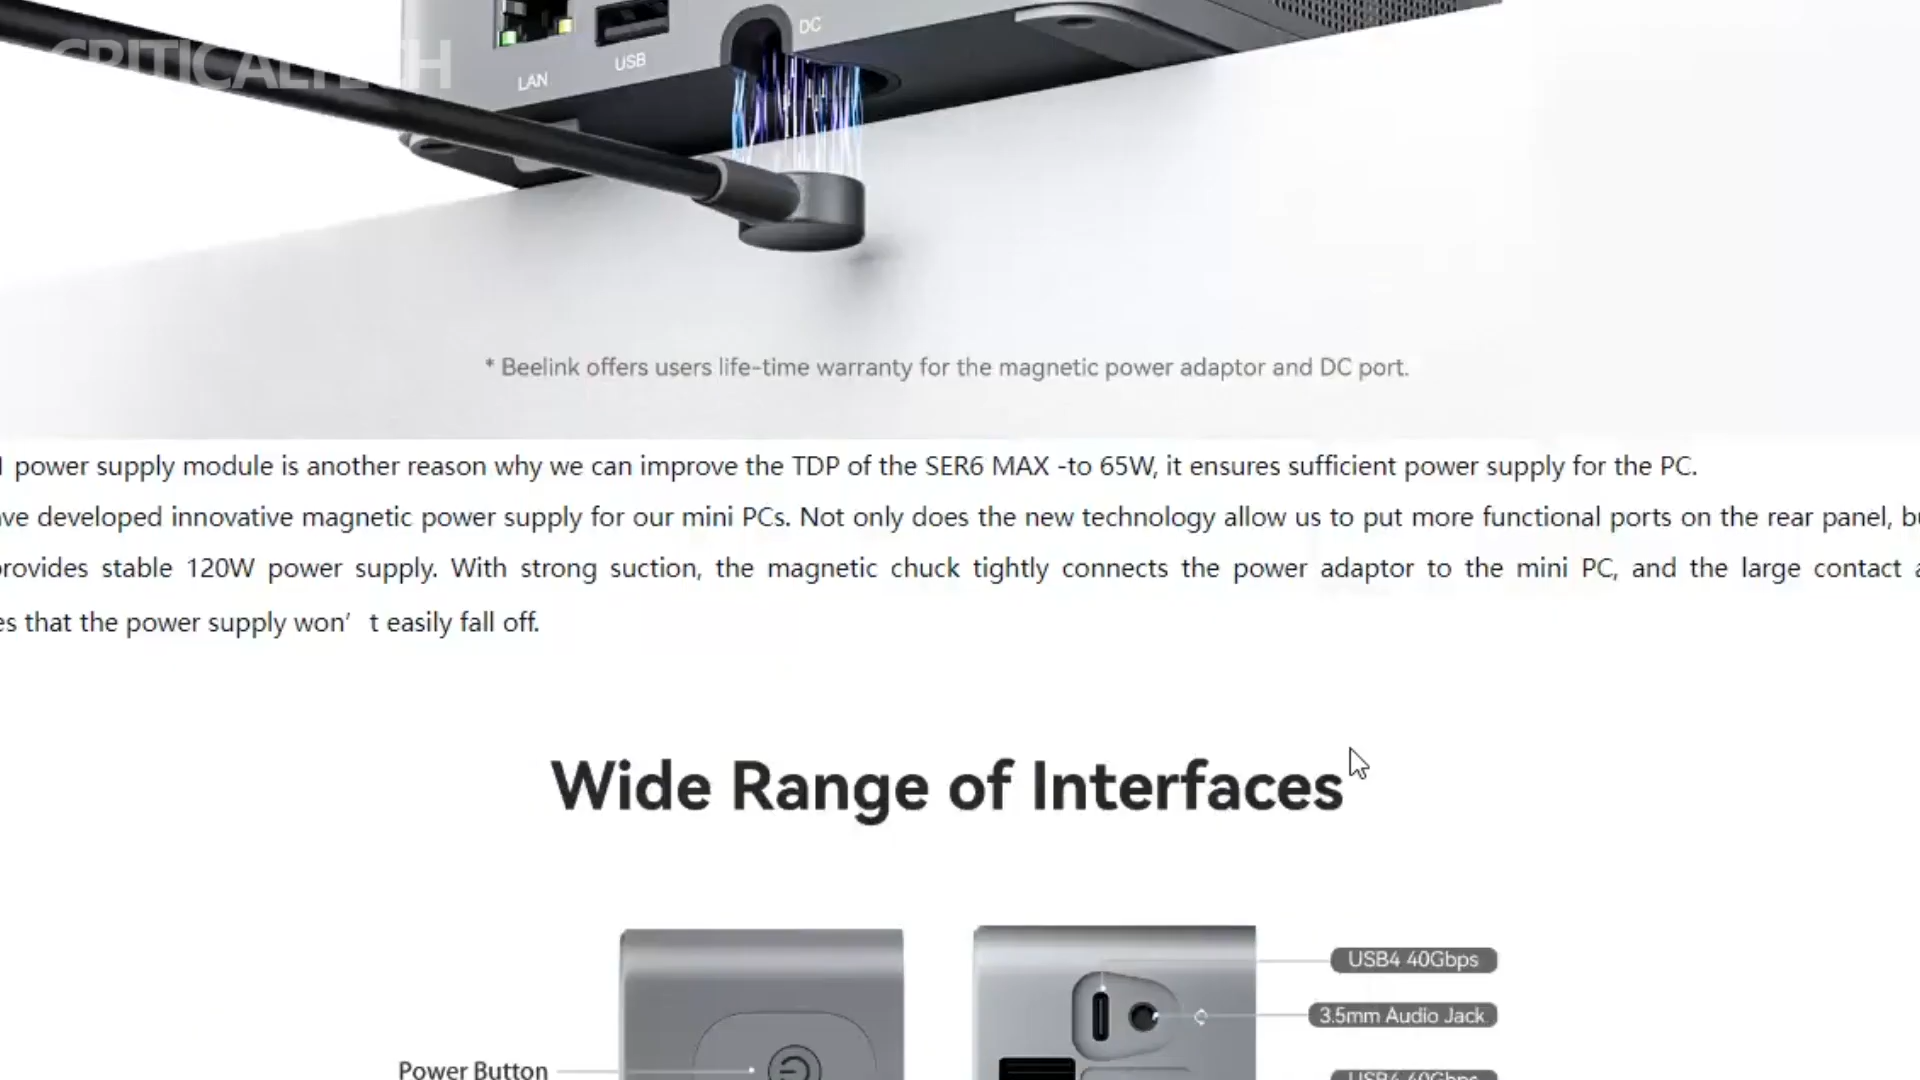 CRITICALTECH
DC
USB
LAN
* Beelink offers users life-time warranty for the magnetic power adaptor and DC port.
power supply module is another reason why we can improve the TDP of the SER6 MAX -to 65W, it ensures sufficient power supply for the PC.
developed innovative magnetic power supply for our mini PCs. Not only does the new technology allow us to put more functional ports on the rear panel,
provides stable 120W power supply. With strong suction, the magnetic chuck tightly connects the power adaptor to the mini PC, and the large contact
that the power supply won't easily fall off.
Wide Range of Interfaces
USB4 40Gbps
3.5mm Audio Jack
Power Button
USB4 40Gbps